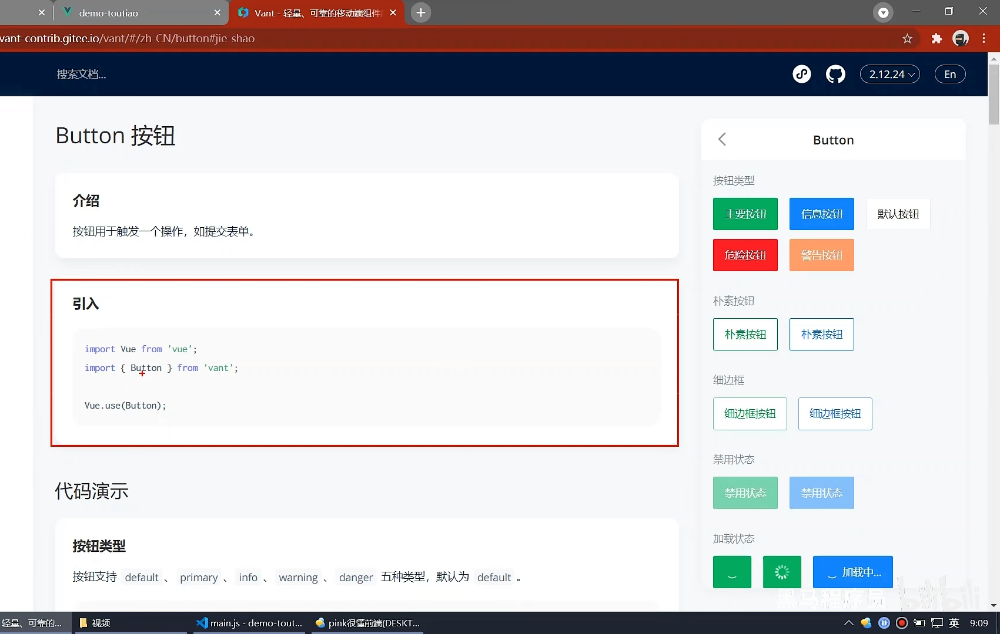 demo-toutiao
Vant - 轻量、可靠的移动端组件
vant-contrib.gitee.io/vant/#/zh-CN/button#jie-shao
搜索文档...
2.12.24
En
Button 按钮
介绍
按钮用于触发一个操作，如提交表单。
引入
import Vue from 'vue';
import { Button } from 'vant';
Vue.use(Button);
代码演示
按钮类型
按钮支持 default 、 primary 、 info 、 warning 、 danger 五种类型，默认为 default 。
Button
按钮类型
主要按钮
信息按钮
默认按钮
危险按钮
警告按钮
朴素按钮
朴素按钮
朴素按钮
细边框
细边框按钮
细边框按钮
禁用状态
禁用状态
禁用状态
加载状态
加载中...
黑马程序员
bilibili
轻量、可靠的...
视频
main.js - demo-tout...
pink很懂前端(DESKT...
英
9:09